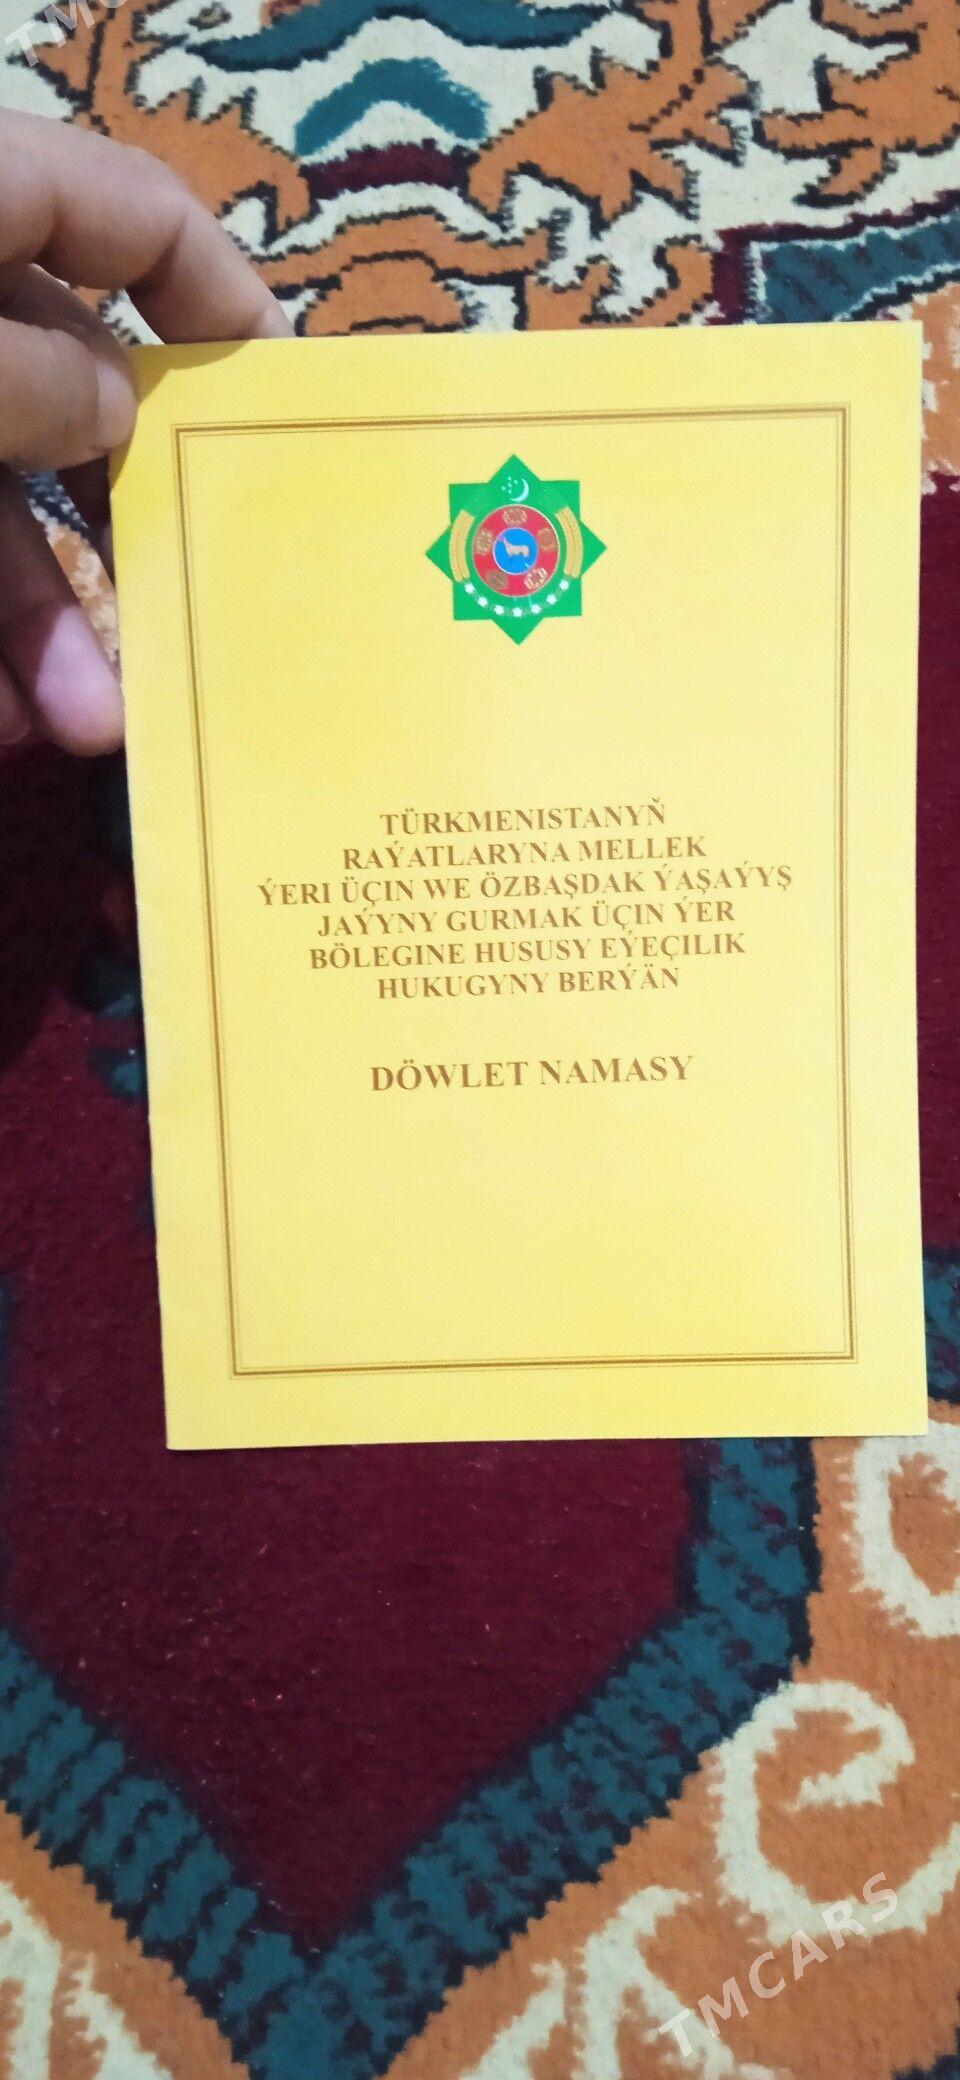 TÜRKMENISTANYŇ
RAÝATLARYNA MELLEK
ÝERI ÜÇIN WE ÖZBAŞDAK ÝAŞAÝYŞ
JAÝYNY GURMAK ÜÇIN ÝER
BÖLEGINE HUSUSY EÝEÇILIK
HUKUGYNY BERÝÄN
DÖWLET NAMASY
TMCARS